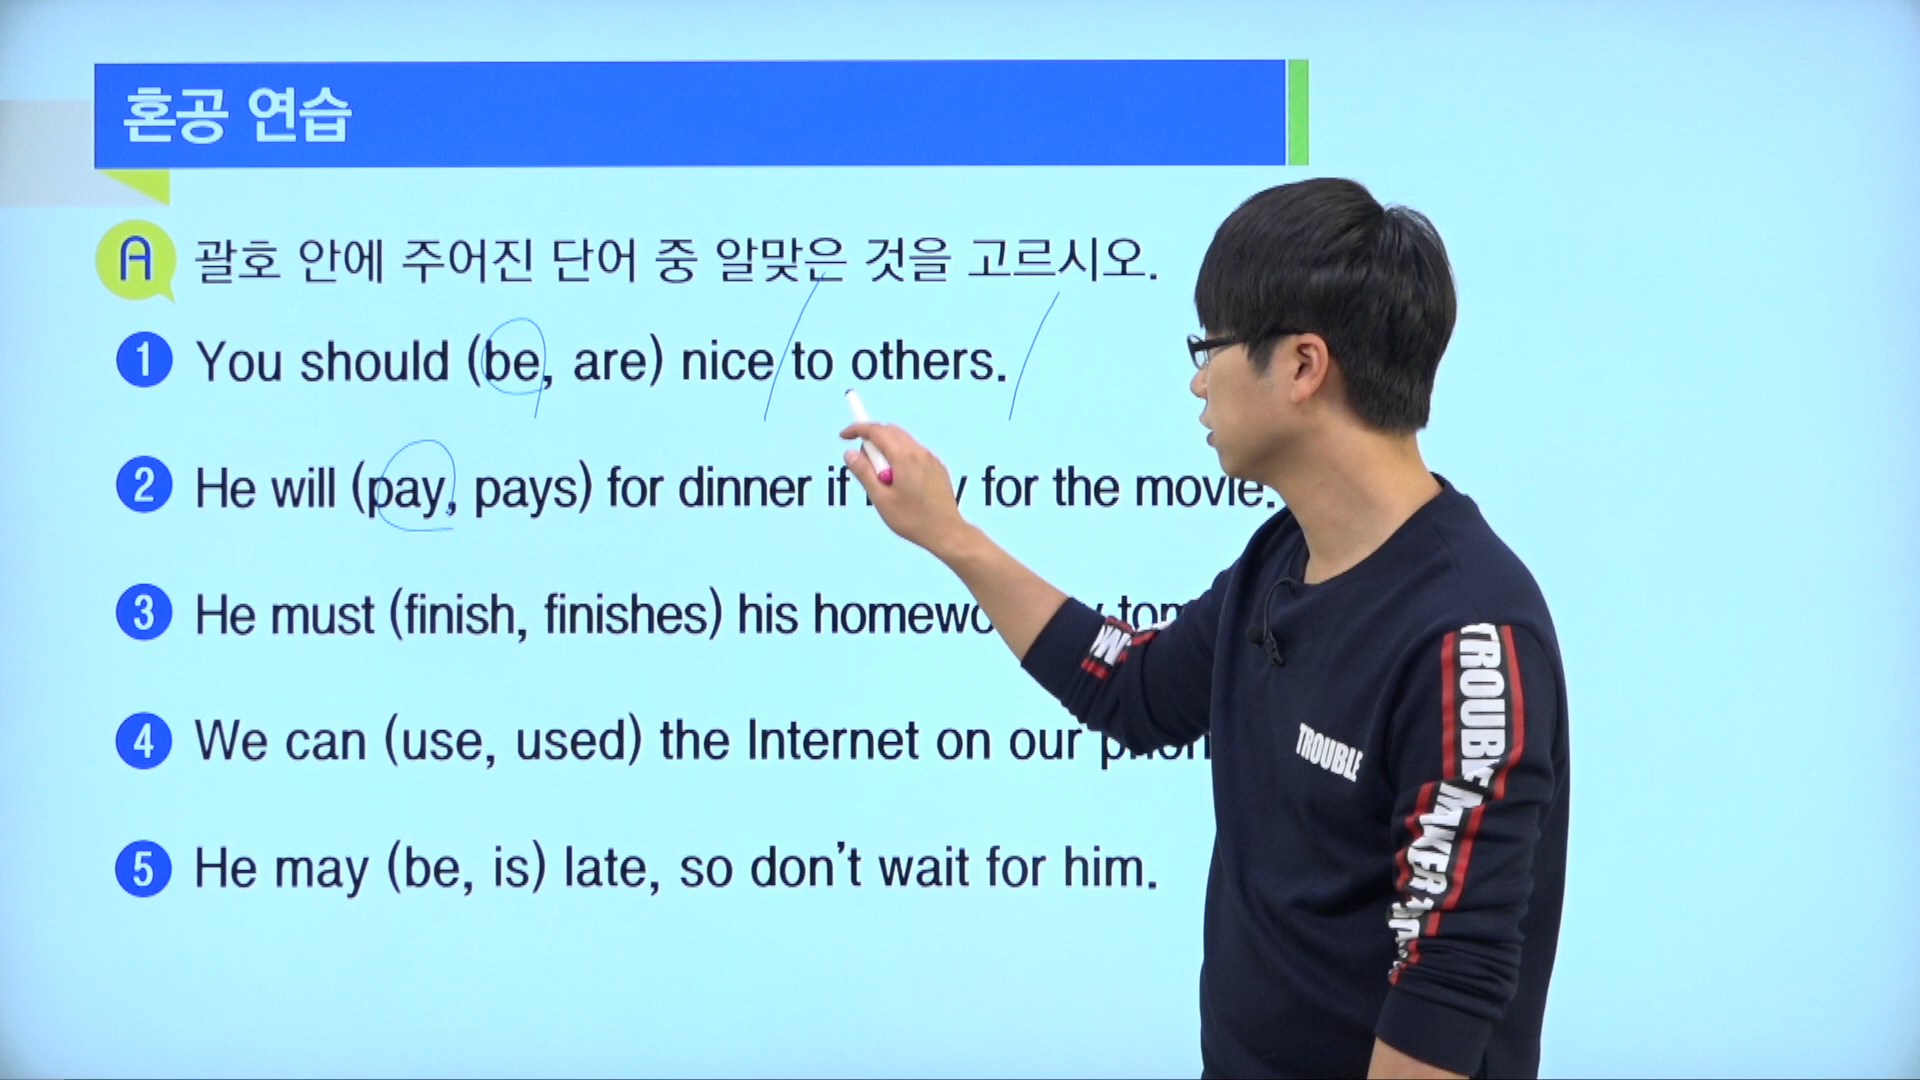 혼공 연습
A 괄호 안에 주어진 단어 중 알맞은 것을 고르시오.
1 You should (be, are) nice to others.
2 He will (pay, pays) for dinner if for the movie.
3 He must (finish, finishes) his
4 We can (use, used) the Internet on our
5 He may (be, is) late, so don't wait for him.
TROUBLE
TROUBLE MAKER